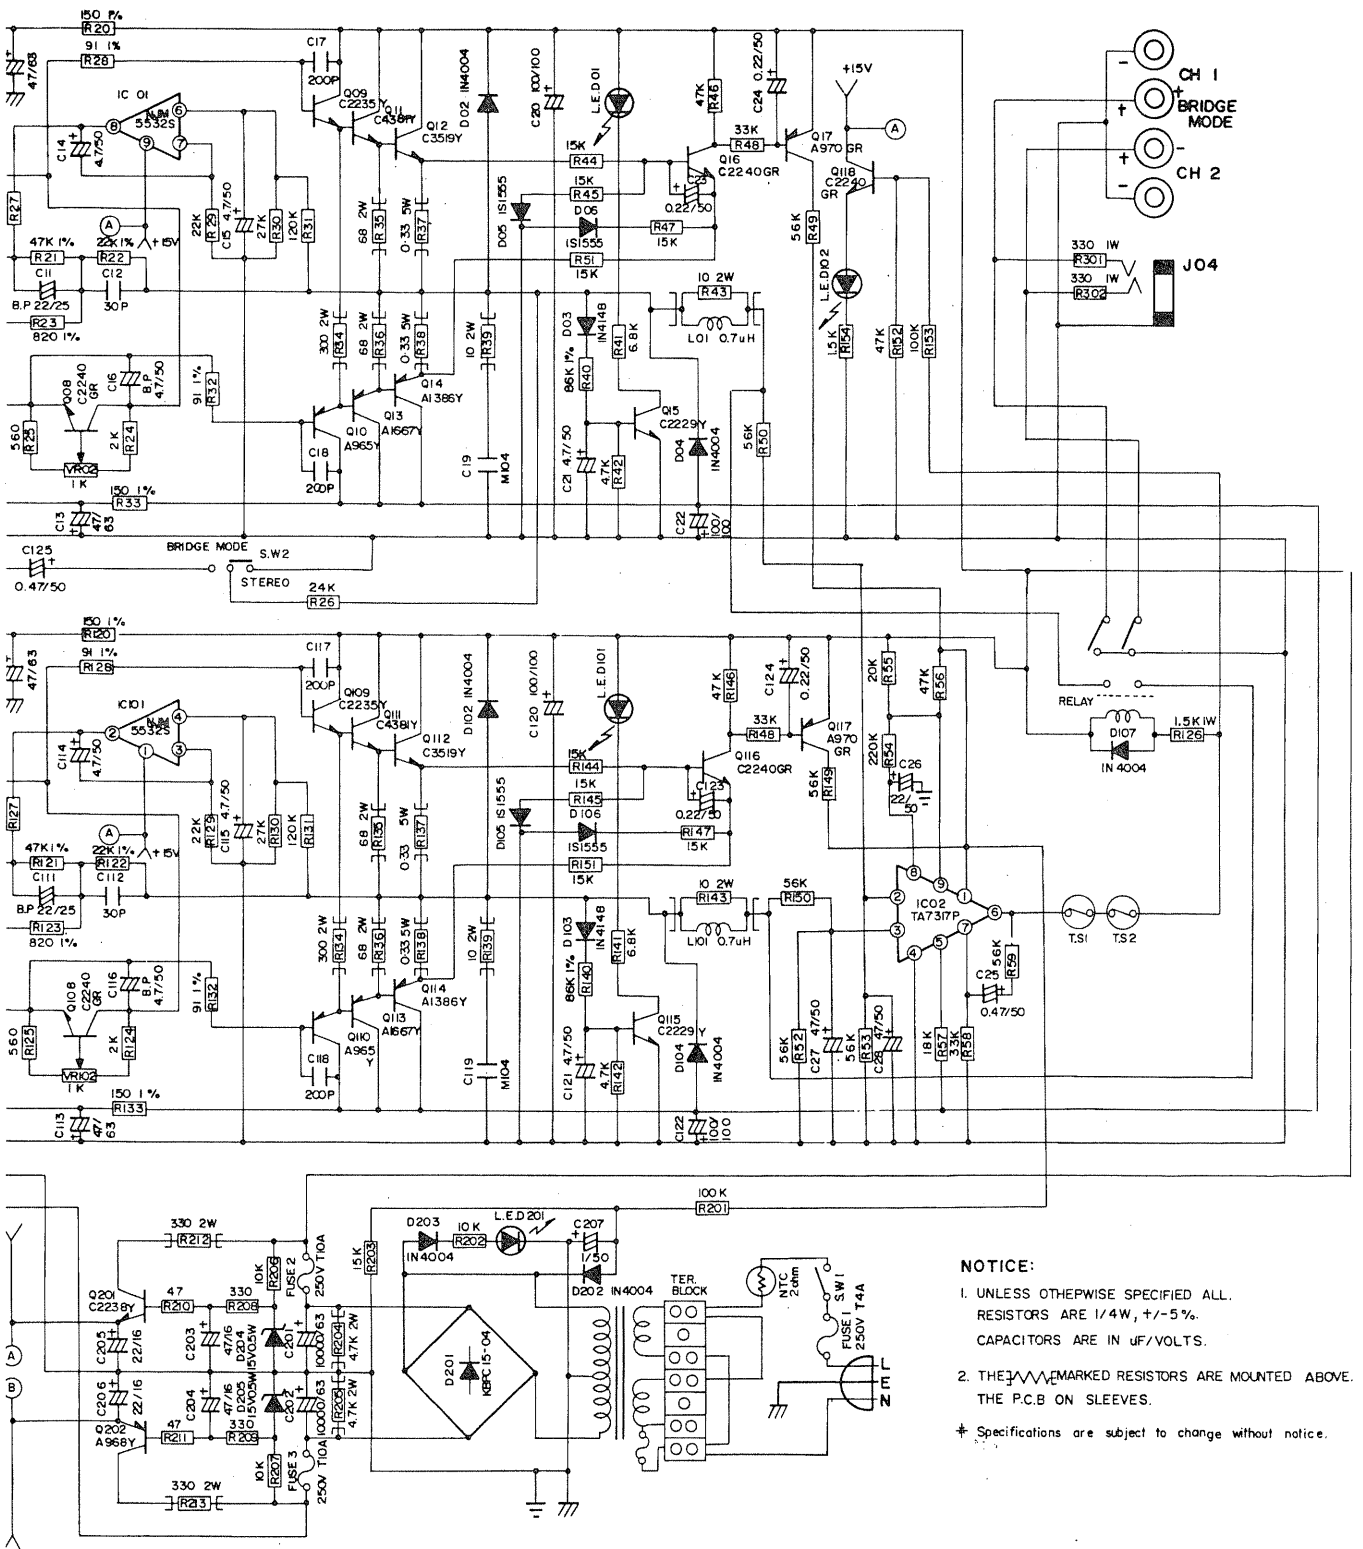 150 1%
R20
91 1%
R28
47/63
C17
200P
Q09
C2235Y
Q11
C4381Y
Q12
C3519Y
D02 IN4004
C20 100/100
L.E.D01
47K
R46
C24 0.22/50
+15V
A
33K
R48
Q17
A970 GR
Q16
C2240GR
Q118
C2240
GR
IC 01
NJM
5532S
8
6
9
7
C14
4.7/50
R27
A
+15V
22K
R29
C15 4.7/50
27K
R30
120K
R31
68 2W
R35
0.33 5W
R37
15K
R44
15K
R45
D05 IS1555
D06
IS1555
R47
15K
R51
15K
C23
0.22/50
56K
R49
L.E.D102
1.5K
R154
47K
R152
100K
R153
47K 1%
R21
22K 1%
R22
C11
B.P 22/25
C12
30P
R23
820 1%
300 2W
R34
68 2W
R36
0.33 5W
R38
10 2W
R39
D03
IN4148
86K 1%
R40
R41
6.8K
10 2W
R43
L01 0.7uH
Q08
C2240
GR
C16
B.P
4.7/50
91 1%
R32
560
R25
2K
R24
VR02
1K
Q14
A1386Y
Q13
A1667Y
Q10
A965Y
C18
200P
C19
M104
C21 4.7/50
4.7K
R42
Q15
C2229Y
D04
IN4004
56K
R50
150 1%
R33
C13
47/
63
C22
100/
100
CH 1
BRIDGE
MODE
CH 2
-
+
+
+
-
-
330 1W
R301
330 1W
R302
J04
C125
0.47/50
BRIDGE MODE
S.W2
STEREO
24K
R26
150 1%
R120
91 1%
R128
47/63
C117
200P
Q109
C2235Y
Q111
C4381Y
Q112
C3519Y
D102 IN4004
C120 100/100
L.E.D101
47K
R146
C124
0.22/50
33K
R148
Q117
A970
GR
Q116
C2240GR
20K
R55
47K
R56
220K
R54
C26
22/
50
RELAY
D107
IN 4004
1.5K 1W
R126
IC101
NJM
5532S
2
4
1
3
C114
4.7/50
R127
A
+15V
22K
R129
C115 4.7/50
27K
R130
120K
R131
68 2W
R135
0.33 5W
R137
15K
R144
15K
R145
D105 IS1555
D106
IS1555
R147
15K
R151
15K
C123
0.22/50
56K
R149
47K 1%
R121
22K 1%
R122
C111
B.P 22/25
C112
30P
R123
820 1%
300 2W
R134
68 2W
R136
0.33 5W
R138
10 2W
R139
D103
IN4148
86K 1%
R140
R141
6.8K
10 2W
R143
L101 0.7uH
56K
R150
8
9
1
2
3
4
5
7
6
IC02
TA7317P
T.S1
T.S2
56K
R59
C25
0.47/50
Q108
C2240
GR
C116
B.P
4.7/50
91 1%
R132
560
R125
2K
R124
VR102
1K
Q114
A1386Y
Q113
A1667Y
Q110
A965
Y
C118
200P
C119
M104
C121 4.7/50
4.7K
R142
Q115
C2229Y
D104
IN4004
56K
R52
C27 47/50
56K
R53
C28 47/50
18K
R57
33K
R58
150 1%
R133
C113
47/
63
C122
100/
100
100K
R201
330 2W
R212
10K
R206
FUSE2
250V T10A
15K
R203
D203
IN4004
10K
R202
L.E.D201
C207
1/50
D202 IN4004
Q201
C2238Y
47
R210
330
R208
C205
22/16
C203
47/16
D204
15V0.5W
C201
10000/63
R204
4.7K 2W
A
B
C206
22/16
C204
47/16
D205
15V0.5W
C202
10000/63
R205
4.7K 2W
D201
KBPC 15-04
Q202
A968Y
47
R211
330
R209
10K
R207
FUSE3
250V T10A
330 2W
R213
TER.
BLOCK
NTC
2ohm
S.W.1
FUSE1
250V T4A
L
E
N
NOTICE:
1. UNLESS OTHERWISE SPECIFIED ALL.
RESISTORS ARE 1/4W, +/-5%.
CAPACITORS ARE IN uF/VOLTS.
2. THE MARKED RESISTORS ARE MOUNTED ABOVE.
THE P.C.B ON SLEEVES.
+ Specifications are subject to change without notice.